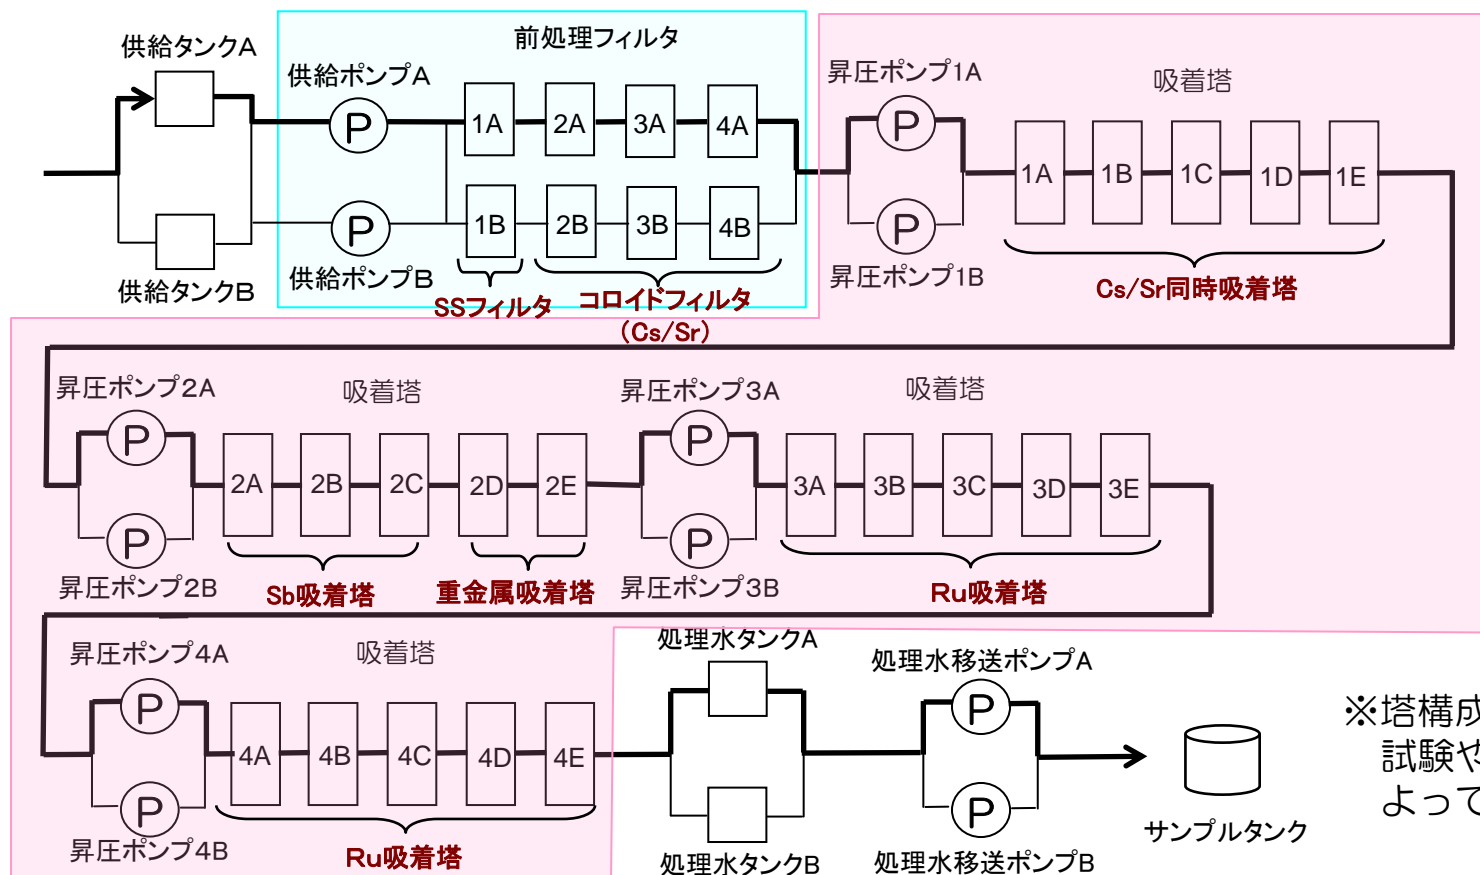 前処理フィルタ
供給タンクA
供給ポンプA
P
1A
2A
3A
4A
供給タンクB
供給ポンプB
P
1B
2B
3B
4B
SSフィルタ
コロイドフィルタ
(Cs/Sr)
昇圧ポンプ1A
P
昇圧ポンプ1B
P
吸着塔
1A
1B
1C
1D
1E
Cs/Sr同時吸着塔
昇圧ポンプ2A
P
昇圧ポンプ2B
P
吸着塔
2A
2B
2C
2D
2E
Sb吸着塔
重金属吸着塔
昇圧ポンプ3A
P
昇圧ポンプ3B
P
吸着塔
3A
3B
3C
3D
3E
Ru吸着塔
昇圧ポンプ4A
P
昇圧ポンプ4B
P
吸着塔
4A
4B
4C
4D
4E
Ru吸着塔
処理水タンクA
処理水タンクB
処理水移送ポンプA
P
処理水移送ポンプB
P
サンプルタンク
※塔構成
試験や
よって